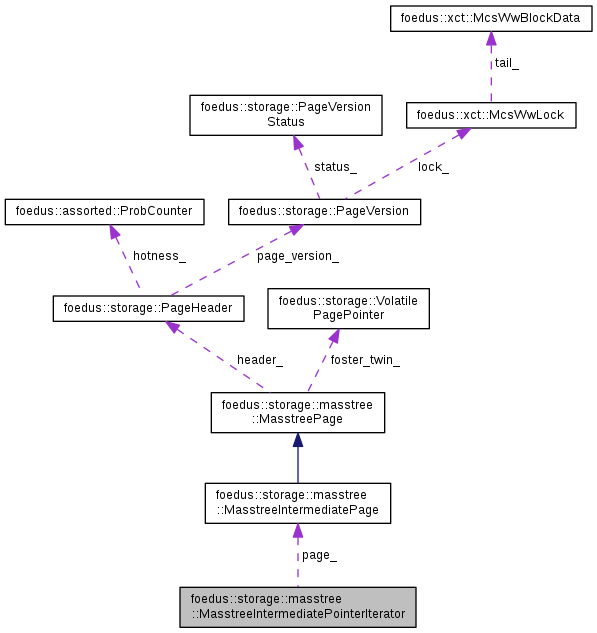 foedus::xct::McsWwBlockData
tail_
foedus::storage::PageVersion
Status
foedus::xct::McsWwLock
status_
lock_
foedus::assorted::ProbCounter
foedus::storage::PageVersion
hotness_
page_version_
foedus::storage::PageHeader
foedus::storage::Volatile
PagePointer
header_
foster_twin_
foedus::storage::masstree
::MasstreePage
foedus::storage::masstree
::MasstreeIntermediatePage
page_
foedus::storage::masstree
::MasstreeIntermediatePointerIterator